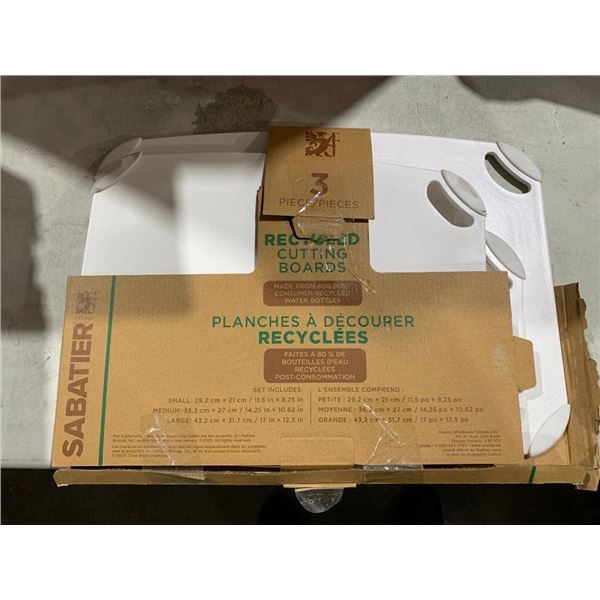 3
PIECE/PIÈCES
RECYCLED
CUTTING
BOARDS
MADE FROM 80% POST
CONSUMER RECYCLED
WATER BOTTLES
SABATIER
PLANCHES À DÉCOUPER
RECYCLÉES
FAITES À 80 % DE
BOUTEILLES D'EAU
RECYCLÉES
POST-CONSOMMATION
SET INCLUDES:
SMALL: 29.2 cm × 21 cm / 11.5 in × 8.25 in
MEDIUM: 36.2 cm × 27 cm / 14.25 in × 10.62 in
LARGE: 43.2 cm × 31.7 cm / 17 in × 12.5 in
L'ENSEMBLE COMPREND :
PETITE : 29.2 cm × 21 cm / 11,5 po × 8,25 po
MOYENNE : 36,2 cm × 27 cm / 14,25 po × 10,62 po
GRANDE : 43,2 cm × 31,7 cm / 17 po × 12,5 po